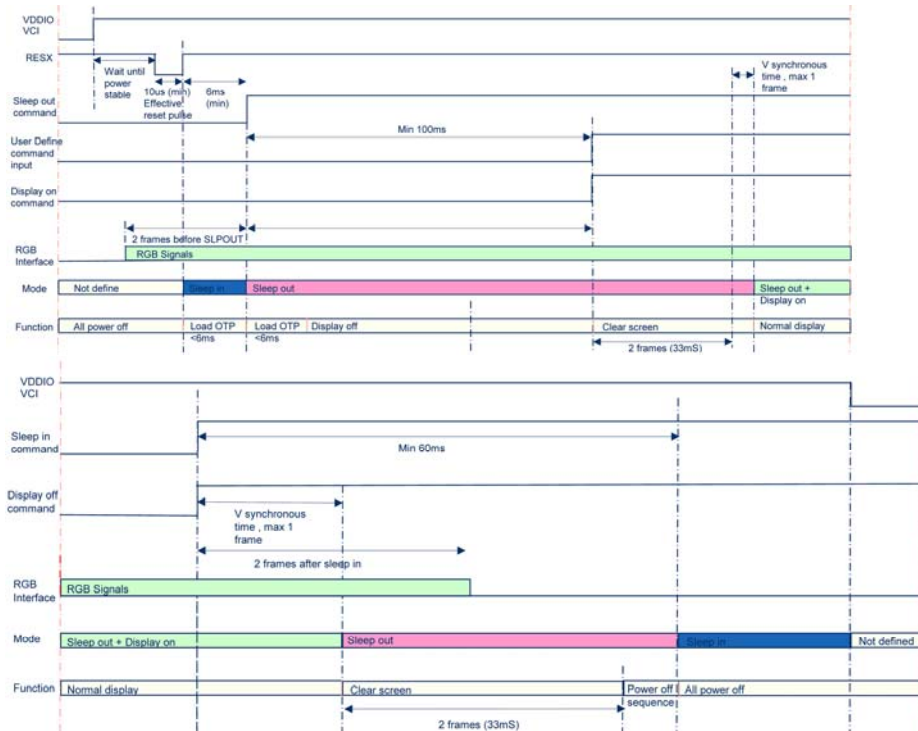 VDDIO
VCI
RESX
Wait until
power
stable
10us (min)
Effective
reset pulse
6ms
(min)
V synchronous
time , max 1
frame
Sleep out
command
Min 100ms
User Define
command
input
Display on
command
2 frames before SLPOUT
RGB
Interface
RGB Signals
Mode
Not define
Sleep in
Sleep out
Sleep out +
Display on
Function
All power off
Load OTP
<6ms
Load OTP
<6ms
Display off
Clear screen
Normal display
2 frames (33mS)
VDDIO
VCI
Sleep in
command
Min 60ms
Display off
command
V synchronous
time , max 1
frame
2 frames after sleep in
RGB
Interface
RGB Signals
Mode
Sleep out + Display on
Sleep out
Sleep in
Not defined
Function
Normal display
Clear screen
Power off
sequence
All power off
2 frames (33mS)